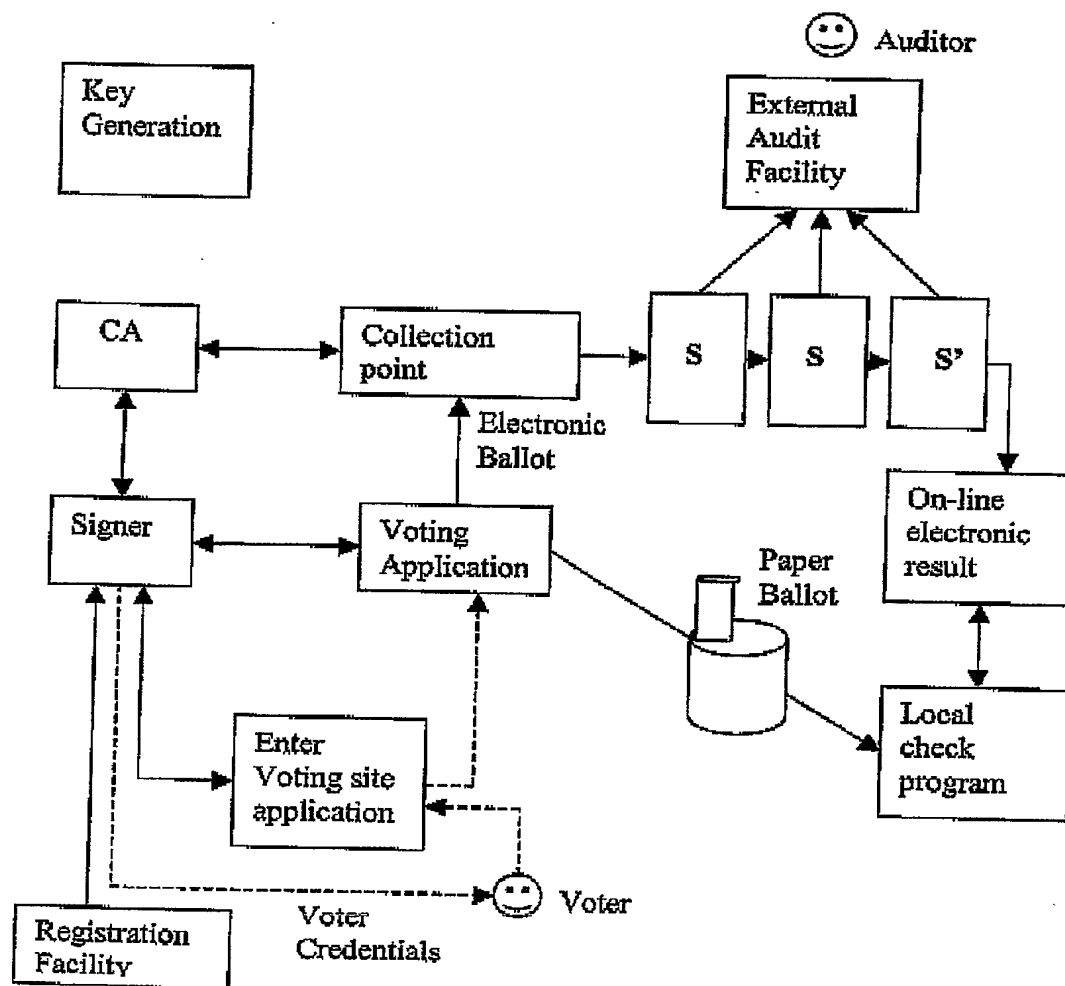 Auditor
Key
Generation
External
Audit
Facility
CA
Collection
point
S
S
S'
Electronic
Ballot
Signer
Voting
Application
Paper
Ballot
On-line
electronic
result
Enter
Voting site
application
Local
check
program
Voter
Voter
Credentials
Registration
Facility